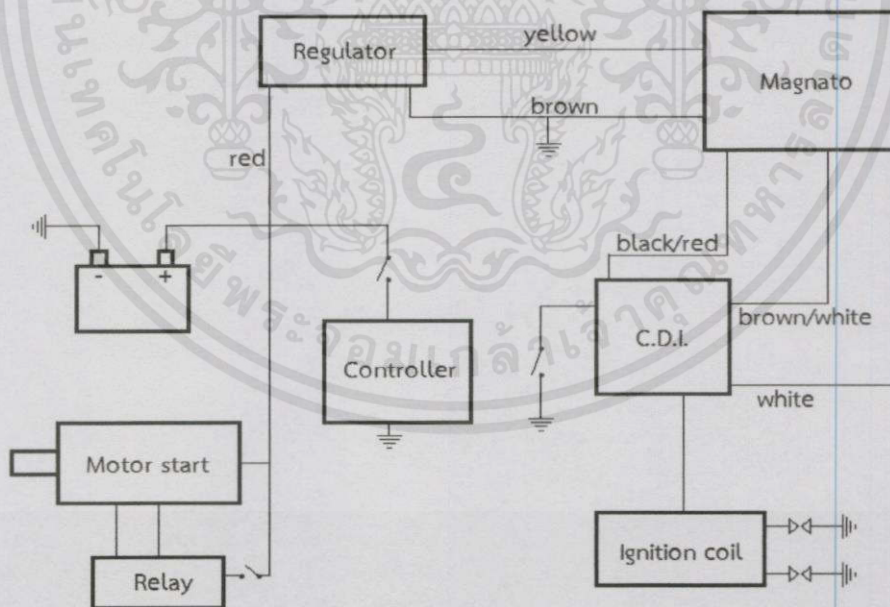 Regulator
yellow
Magnato
brown
red
black/red
- +
C.D.I.
brown/white
Controller
white
Motor start
Ignition coil
Relay